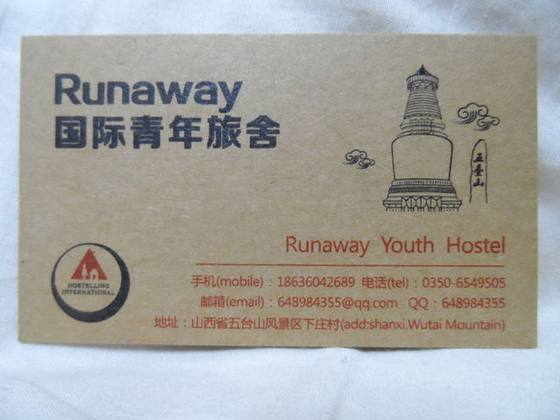 Runaway
国际青年旅舍
五臺山
Runaway Youth Hostel
HOSTELLING
INTERNATIONAL
手机(mobile)：18636042689 电话(tel)：0350-6549505
邮箱(email)：648984355@qq.com QQ：648984355
地址：山西省五台山风景区下庄村(add:shanxi.Wutai Mountain)